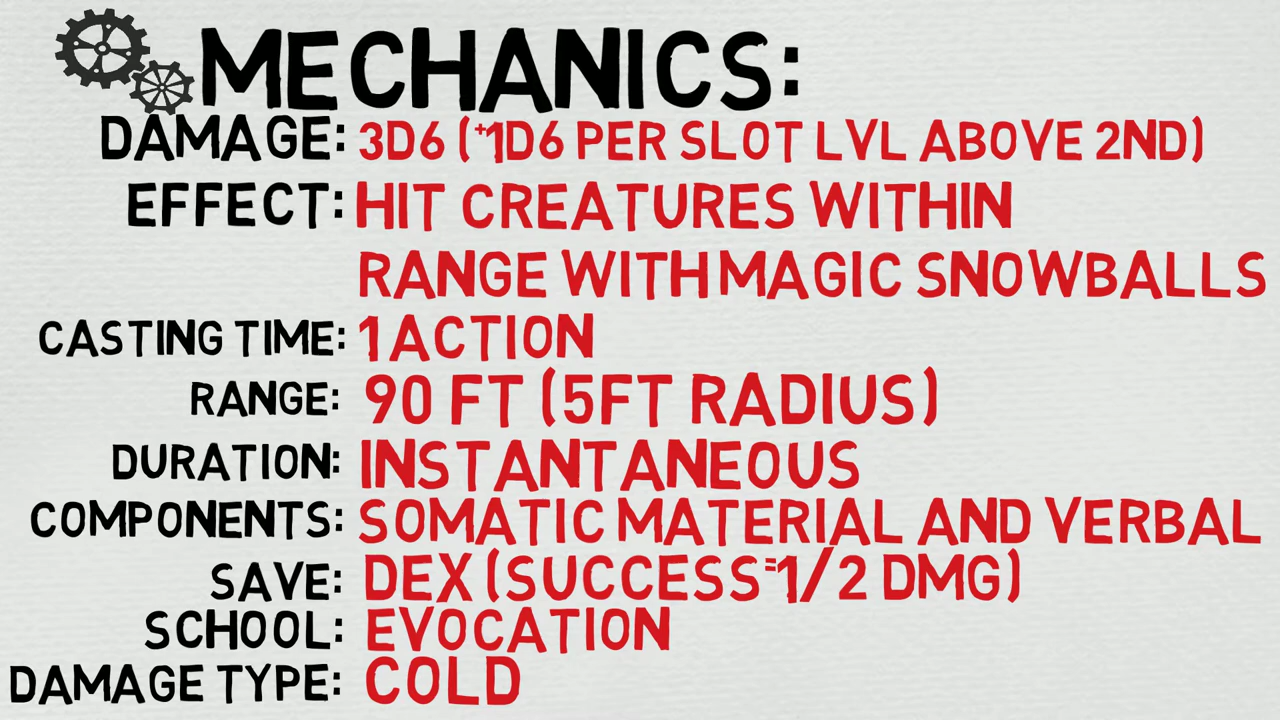 MECHANICS:
DAMAGE: 3D6 (+1D6 PER SLOT LVL ABOVE 2ND)
EFFECT: HIT CREATURES WITHIN
RANGE WITH MAGIC SNOWBALLS
CASTING TIME: 1 ACTION
RANGE: 90 FT (5FT RADIUS)
DURATION: INSTANTANEOUS
COMPONENTS: SOMATIC MATERIAL AND VERBAL
SAVE: DEX (SUCCESS=1/2 DMG)
SCHOOL: EVOCATION
DAMAGE TYPE: COLD